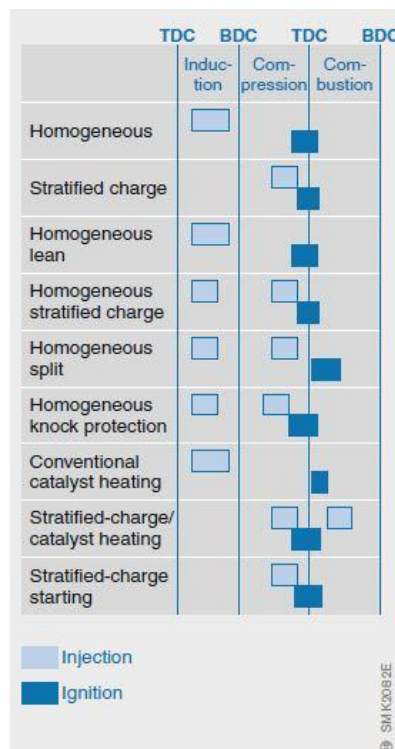 TDC BDC TDC BDC
Induc-
tion
Com-
pression
Com-
bustion
Homogeneous
Stratified charge
Homogeneous
lean
Homogeneous
stratified charge
Homogeneous
split
Homogeneous
knock protection
Conventional
catalyst heating
Stratified-charge/
catalyst heating
Stratified-charge
starting
Injection
Ignition
SMK2082E